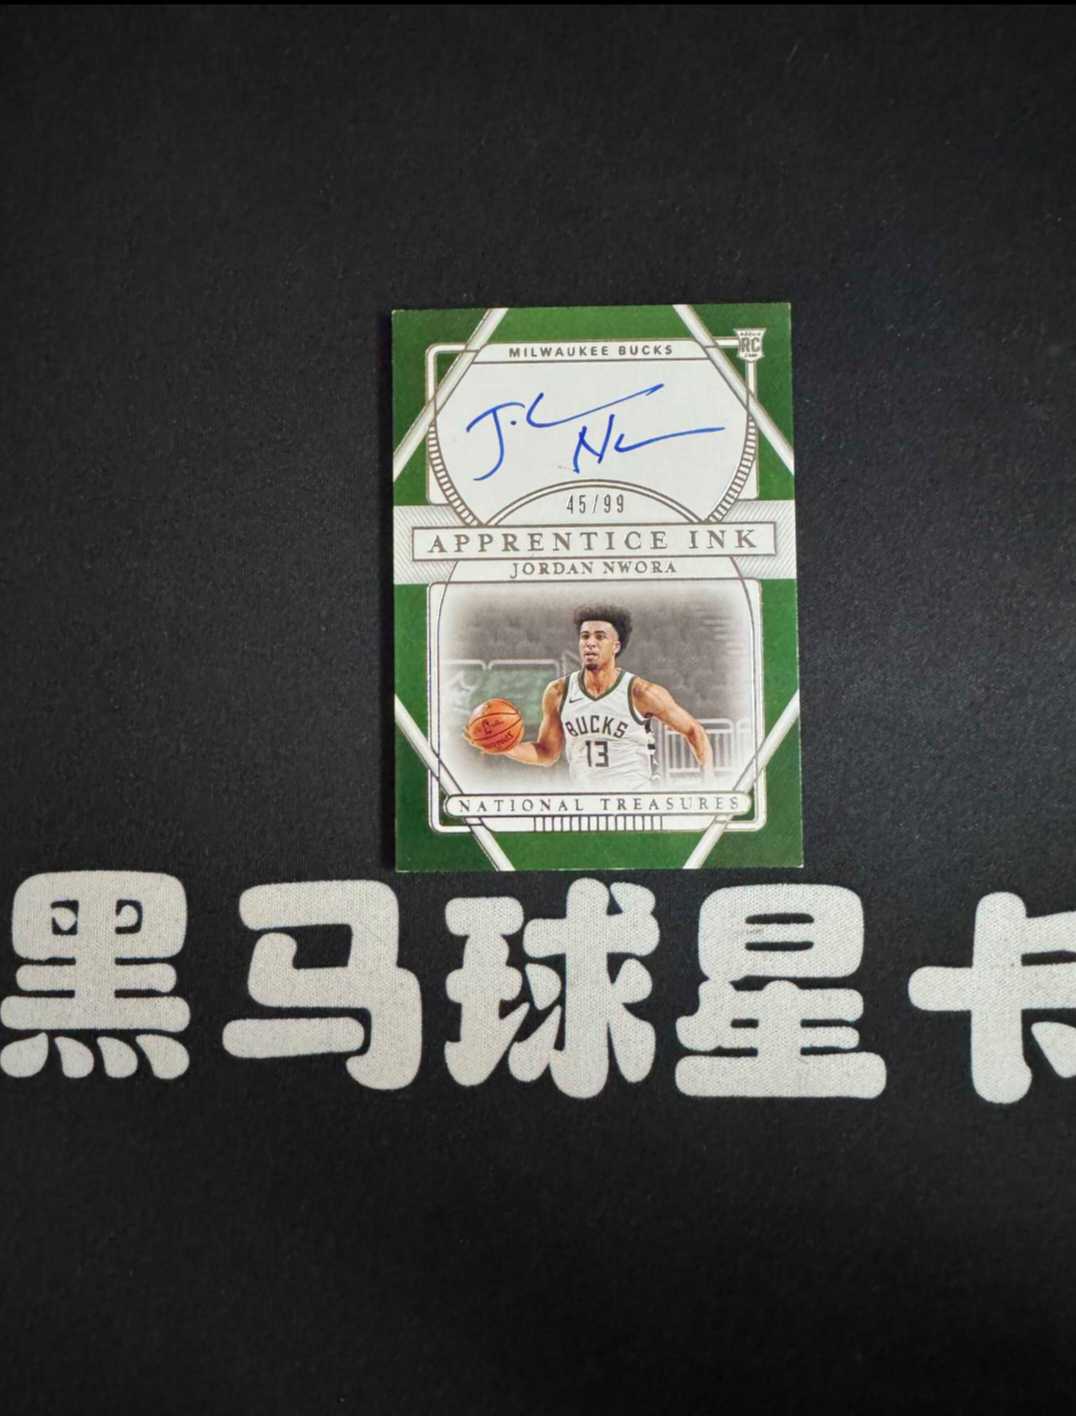 MILWAUKEE BUCKS
RC
45/99
APPRENTICE INK
JORDAN NWORA
BUCKS
13
NATIONAL TREASURES
黑马球星卡